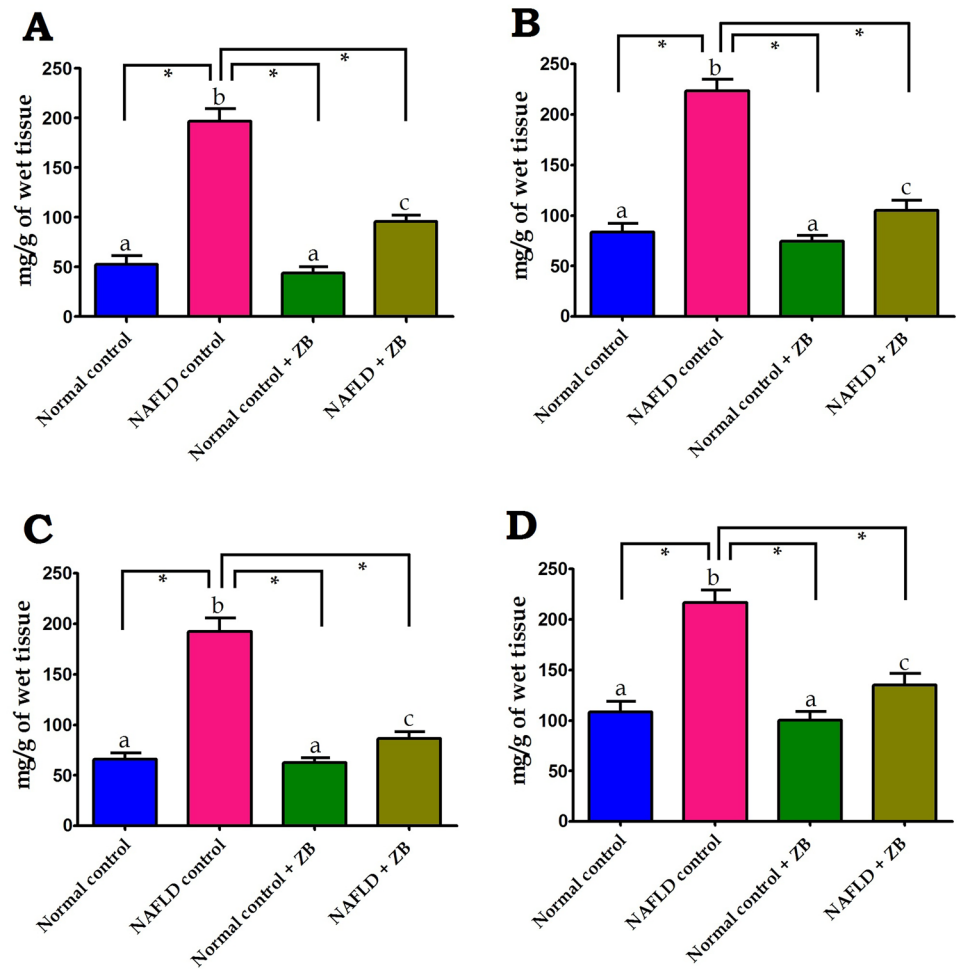 A
mg/g of wet tissue
250
200
150
100
50
0
*
*
*
a
b
a
c
Normal control
NAFLD control
Normal control + ZB
NAFLD + ZB
B
mg/g of wet tissue
250
200
150
100
50
0
*
*
*
a
b
a
c
Normal control
NAFLD control
Normal control + ZB
NAFLD + ZB
C
mg/g of wet tissue
250
200
150
100
50
0
*
*
*
a
b
a
c
Normal control
NAFLD control
Normal control + ZB
NAFLD + ZB
D
mg/g of wet tissue
250
200
150
100
50
0
*
*
*
a
b
a
c
Normal control
NAFLD control
Normal control + ZB
NAFLD + ZB